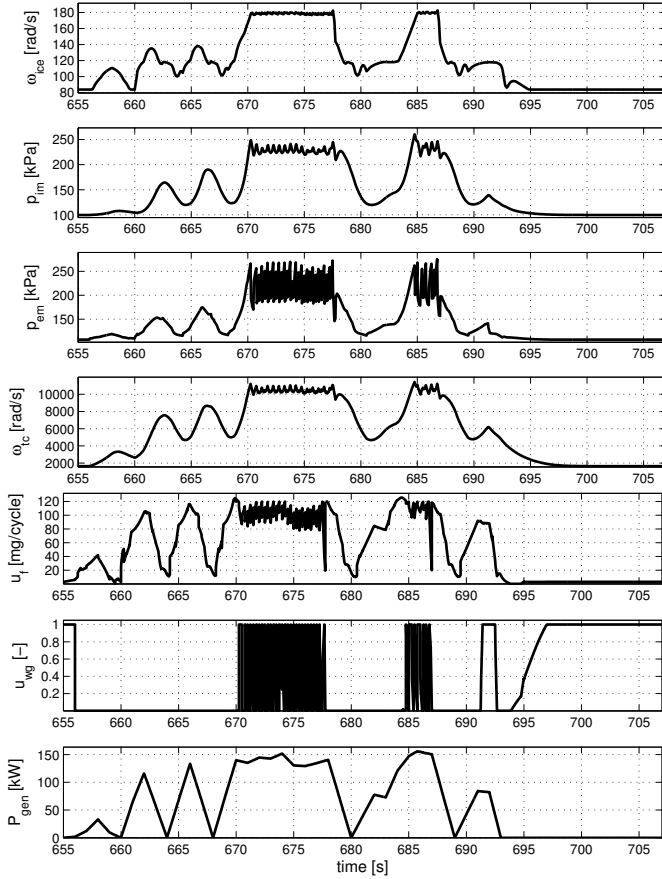 180
160
140
120
100
80
ω_ice [rad/s]
655 660 665 670 675 680 685 690 695 700 705
250
200
150
100
p_im [kPa]
655 660 665 670 675 680 685 690 695 700 705
250
200
150
p_em [kPa]
655 660 665 670 675 680 685 690 695 700 705
10000
8000
6000
4000
2000
ω_tc [rad/s]
655 660 665 670 675 680 685 690 695 700 705
120
100
80
60
40
20
u_f [mg/cycle]
655 660 665 670 675 680 685 690 695 700 705
1
0.8
0.6
0.4
0.2
u_wg [−]
655 660 665 670 675 680 685 690 695 700 705
150
100
50
0
P_gen [kW]
655 660 665 670 675 680 685 690 695 700 705
time [s]